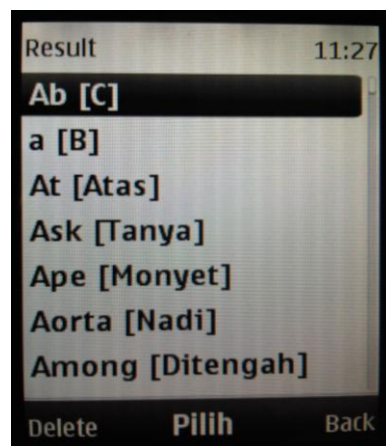 Result 11:27
Ab [C]
a [B]
At [Atas]
Ask [Tanya]
Ape [Monyet]
Aorta [Nadi]
Among [Ditengah]
Delete Pilih Back